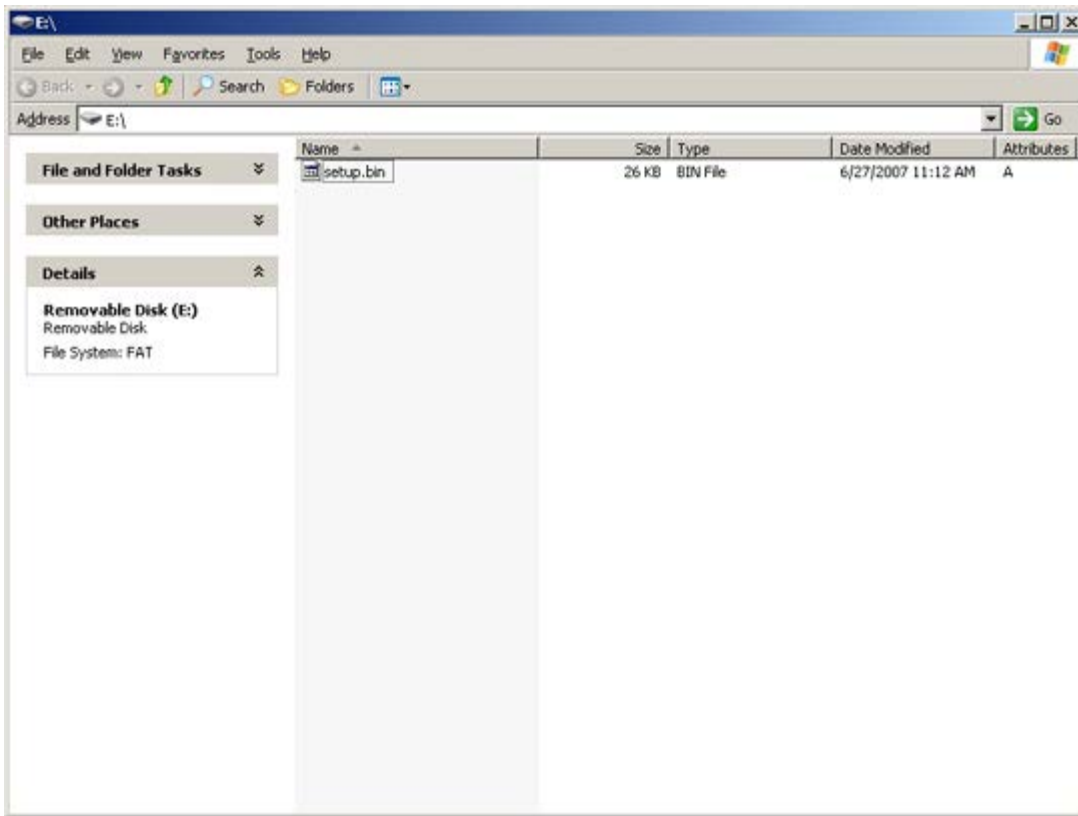 E:\
File Edit View Favorites Tools Help
Back Search Folders
Address E:\ Go
Name Size Type Date Modified Attributes
setup.bin 26 KB BIN File 6/27/2007 11:12 AM A
File and Folder Tasks
Other Places
Details
Removable Disk (E:)
Removable Disk
File System: FAT